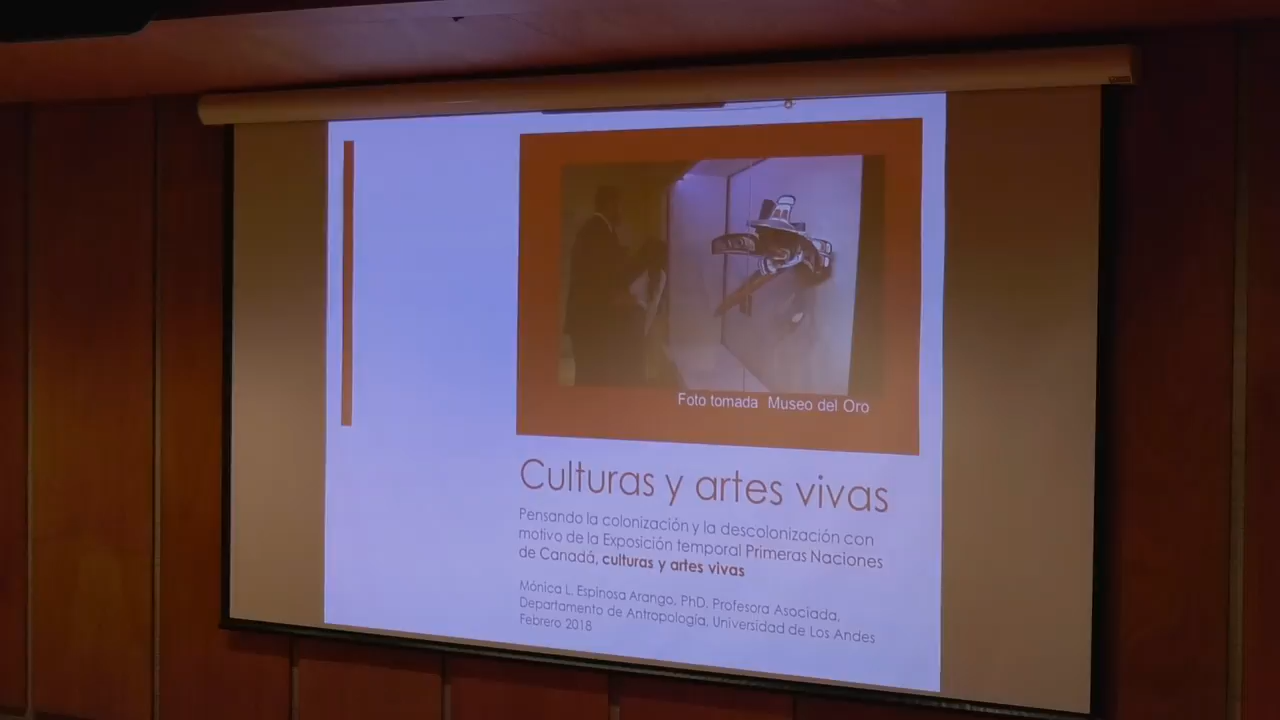 Foto tomada Museo del Oro
Culturas y artes vivas
Pensando la colonización y la descolonización con
motivo de la Exposición temporal Primeras Naciones
de Canadá, culturas y artes vivas
Mónica L. Espinosa Arango, PhD. Profesora Asociada,
Departamento de Antropología, Universidad de Los Andes
Febrero 2018